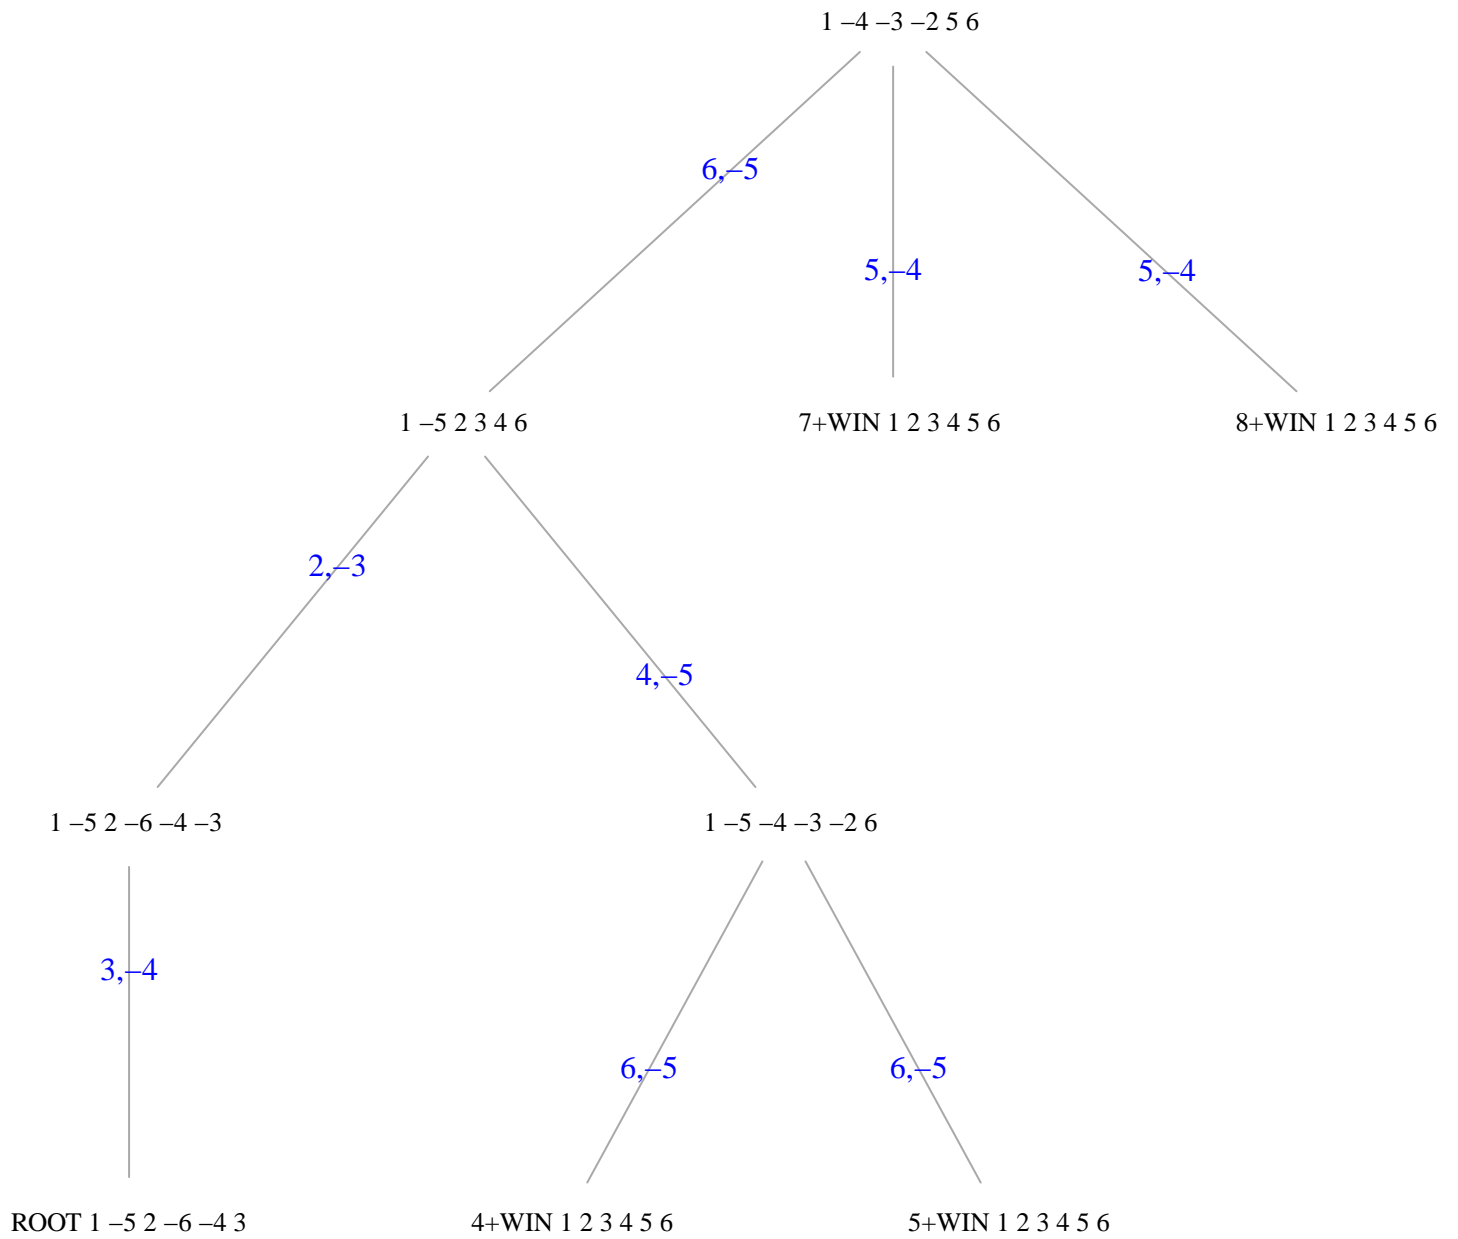 1 –4 –3 –2 5 6
6,–5
5,–4
5,–4
1 –5 2 3 4 6
7+WIN 1 2 3 4 5 6
8+WIN 1 2 3 4 5 6
2,–3
4,–5
1 –5 2 –6 –4 –3
1 –5 –4 –3 –2 6
3,–4
6,–5
6,–5
ROOT 1 –5 2 –6 –4 3
4+WIN 1 2 3 4 5 6
5+WIN 1 2 3 4 5 6